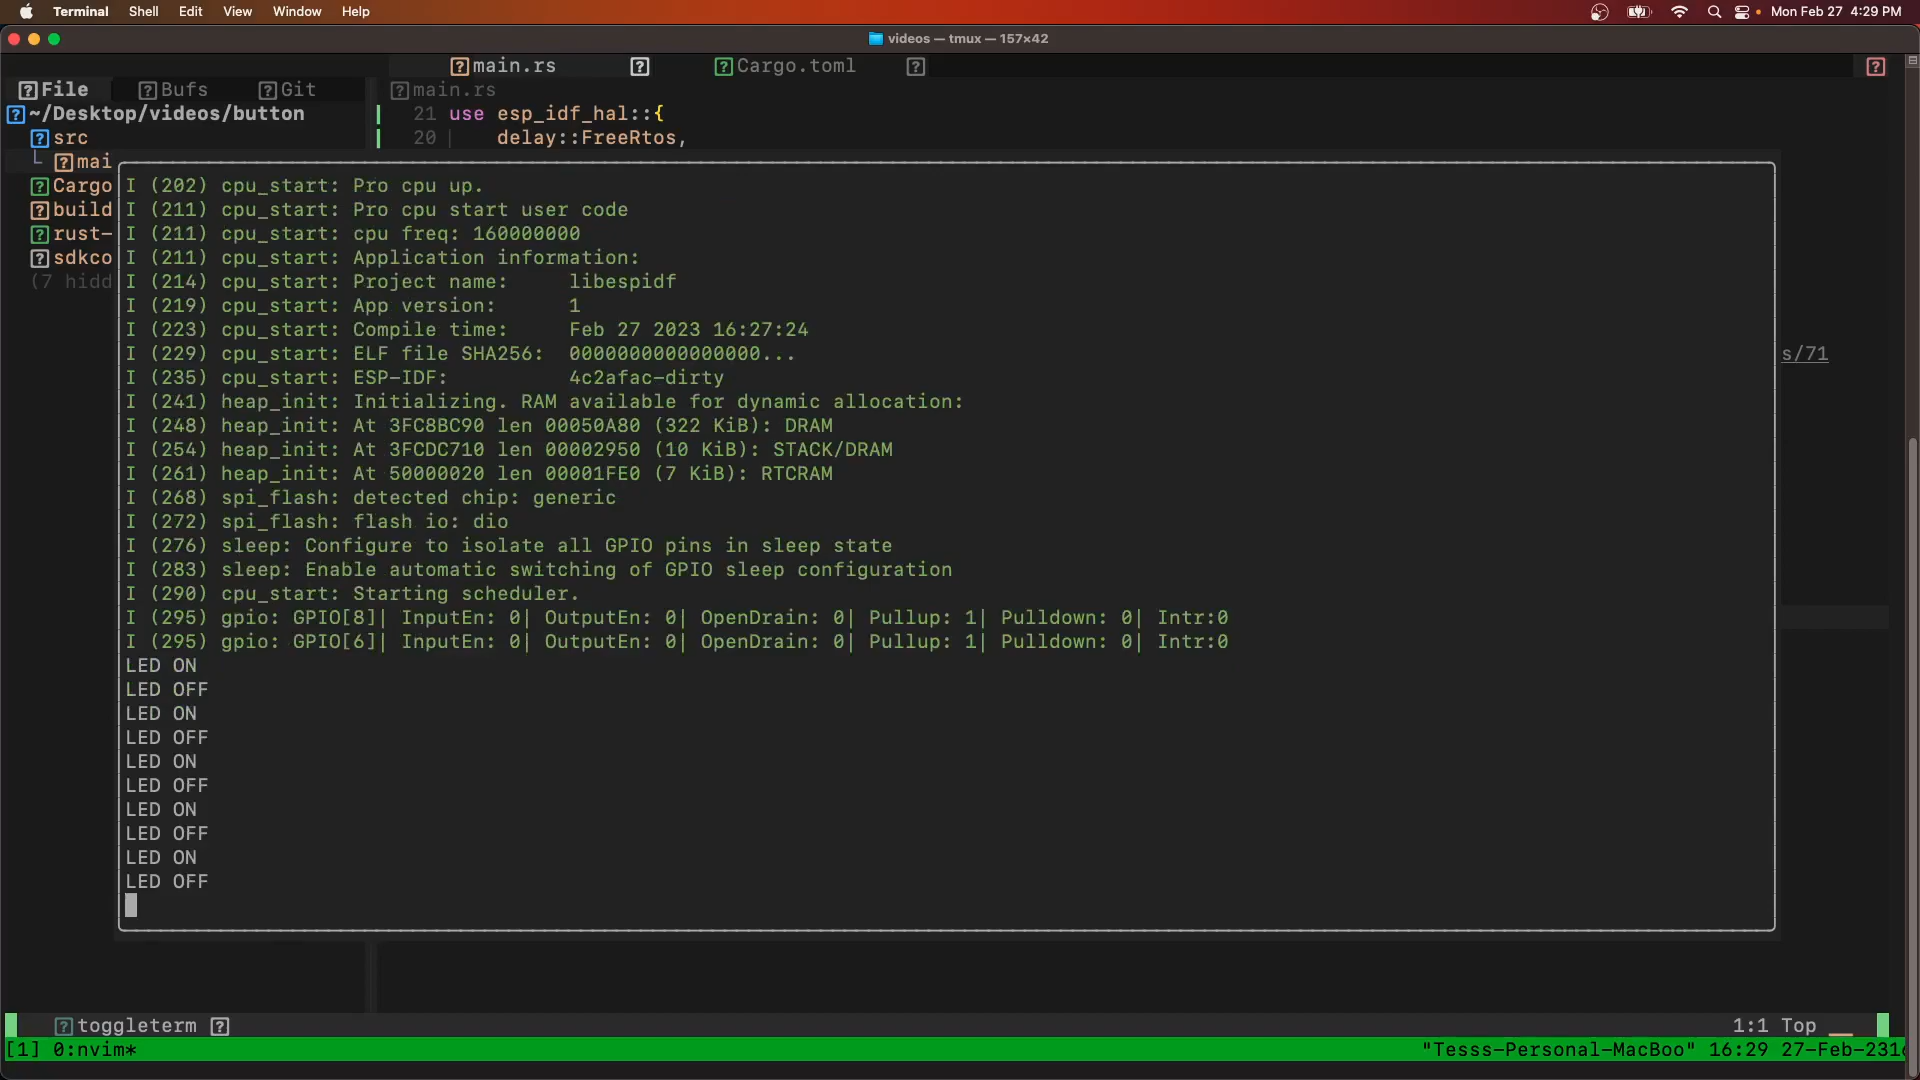 Terminal Shell Edit View Window Help Mon Feb 27 4:29 PM
videos — tmux — 157×42
main.rs Cargo.toml
File Bufs Git main.rs
~/Desktop/videos/button 21 use esp_idf_hal::{
src 20 delay::FreeRtos,
mai
Cargo
build
rust-
sdkco
(7 hidd
I (202) cpu_start: Pro cpu up.
I (211) cpu_start: Pro cpu start user code
I (211) cpu_start: cpu freq: 160000000
I (211) cpu_start: Application information:
I (214) cpu_start: Project name: libespidf
I (219) cpu_start: App version: 1
I (223) cpu_start: Compile time: Feb 27 2023 16:27:24
I (229) cpu_start: ELF file SHA256: 0000000000000000...
s/71
I (235) cpu_start: ESP-IDF: 4c2afac-dirty
I (241) heap_init: Initializing. RAM available for dynamic allocation:
I (248) heap_init: At 3FC8BC90 len 00050A80 (322 KiB): DRAM
I (254) heap_init: At 3FCDC710 len 00002950 (10 KiB): STACK/DRAM
I (261) heap_init: At 50000020 len 00001FE0 (7 KiB): RTCRAM
I (268) spi_flash: detected chip: generic
I (272) spi_flash: flash io: dio
I (276) sleep: Configure to isolate all GPIO pins in sleep state
I (283) sleep: Enable automatic switching of GPIO sleep configuration
I (290) cpu_start: Starting scheduler.
I (295) gpio: GPIO[8]| InputEn: 0| OutputEn: 0| OpenDrain: 0| Pullup: 1| Pulldown: 0| Intr:0
I (295) gpio: GPIO[6]| InputEn: 0| OutputEn: 0| OpenDrain: 0| Pullup: 1| Pulldown: 0| Intr:0
LED ON
LED OFF
LED ON
LED OFF
LED ON
LED OFF
LED ON
LED OFF
LED ON
LED OFF
toggleterm 1:1 Top
[1] 0:nvim* "Tesss-Personal-MacBoo" 16:29 27-Feb-231